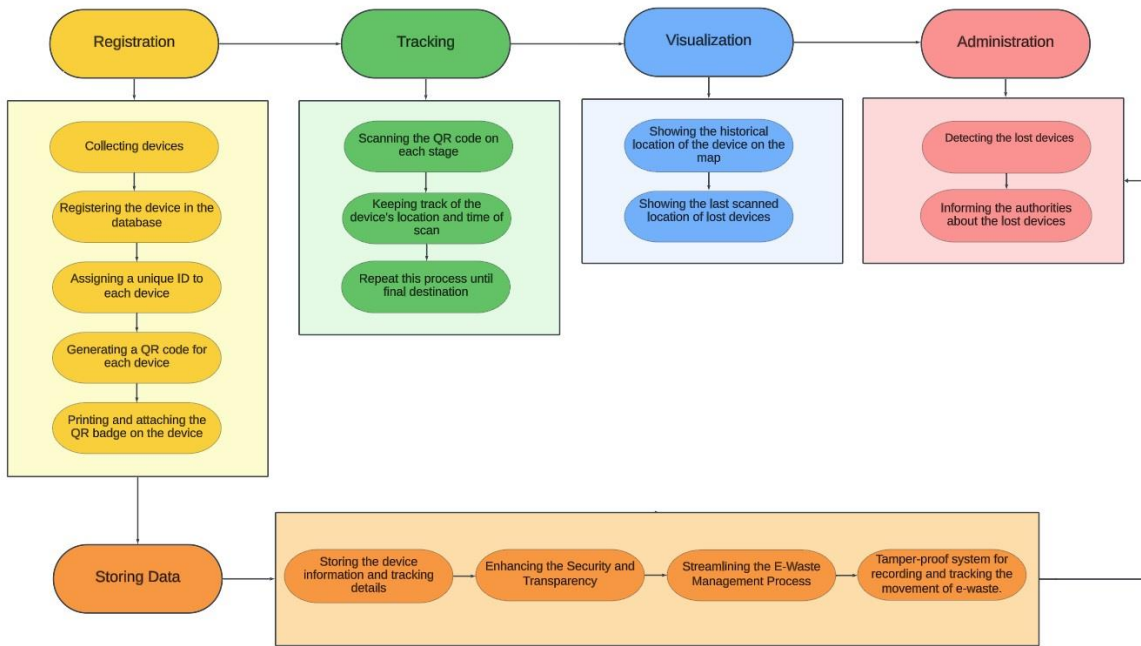 Registration
Tracking
Visualization
Administration
Collecting devices
Registering the device in the
database
Assigning a unique ID to
each device
Generating a QR code for
each device
Printing and attaching the
QR badge on the device
Scanning the QR code on
each stage
Keeping track of the
device's location and time of
scan
Repeat this process until
final destination
Showing the historical
location of the device on the
map
Showing the last scanned
location of lost devices
Detecting the lost devices
Informing the authorities
about the lost devices
Storing Data
Storing the device
information and tracking
details
Enhancing the Security and
Transparency
Streamlining the E-Waste
Management Process
Tamper-proof system for
recording and tracking the
movement of e-waste.